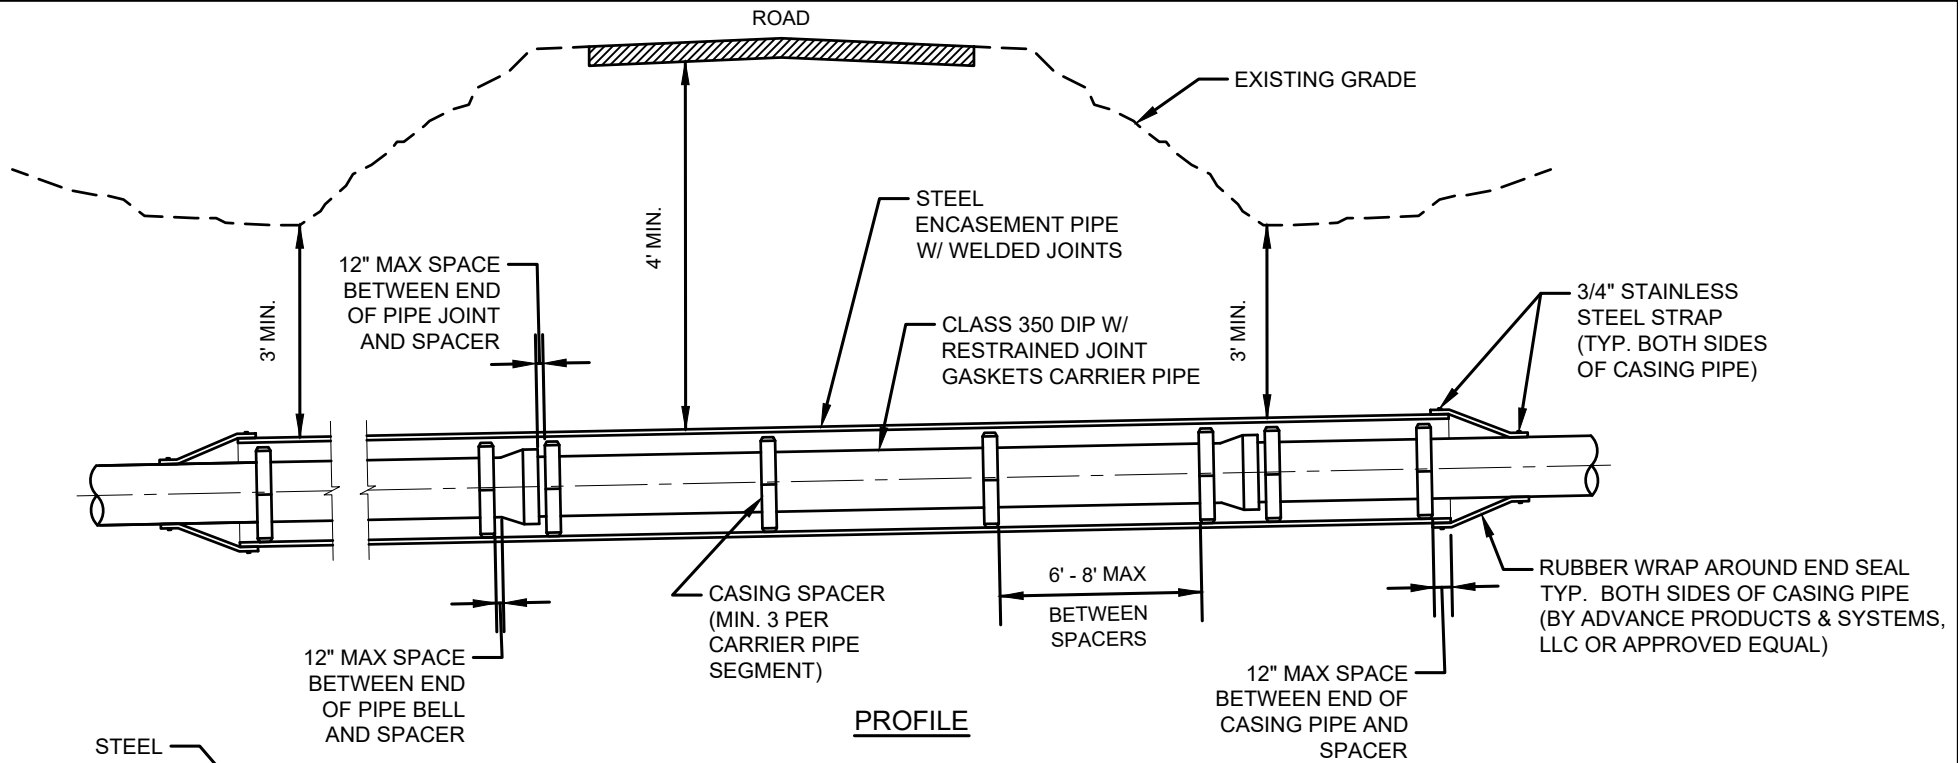 ROAD
EXISTING GRADE
STEEL
ENCASEMENT PIPE
W/ WELDED JOINTS
4' MIN.
12" MAX SPACE
BETWEEN END
OF PIPE JOINT
AND SPACER
3' MIN.
3' MIN.
3/4" STAINLESS
STEEL STRAP
(TYP. BOTH SIDES
OF CASING PIPE)
CLASS 350 DIP W/
RESTRAINED JOINT
GASKETS CARRIER PIPE
6' - 8' MAX
BETWEEN
SPACERS
CASING SPACER
(MIN. 3 PER
CARRIER PIPE
SEGMENT)
RUBBER WRAP AROUND END SEAL
TYP. BOTH SIDES OF CASING PIPE
(BY ADVANCE PRODUCTS & SYSTEMS,
LLC OR APPROVED EQUAL)
12" MAX SPACE
BETWEEN END
OF PIPE BELL
AND SPACER
12" MAX SPACE
BETWEEN END OF
CASING PIPE AND
SPACER
PROFILE
STEEL